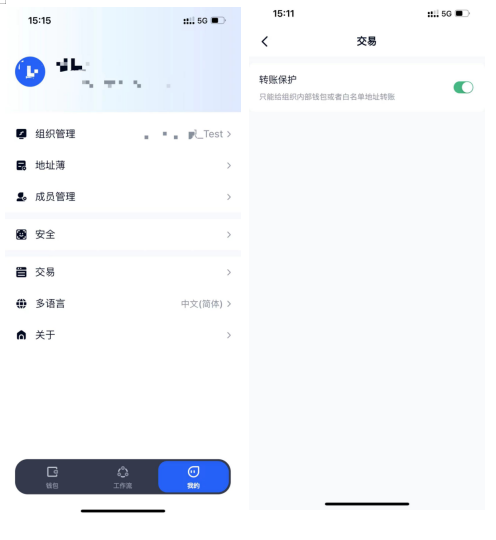 15:15
5G
组织管理
_Test
地址薄
成员管理
安全
交易
多语言
中文(简体)
关于
钱包
工作流
我的
15:11
5G
交易
转账保护
只能给组织内部钱包或者白名单地址转账